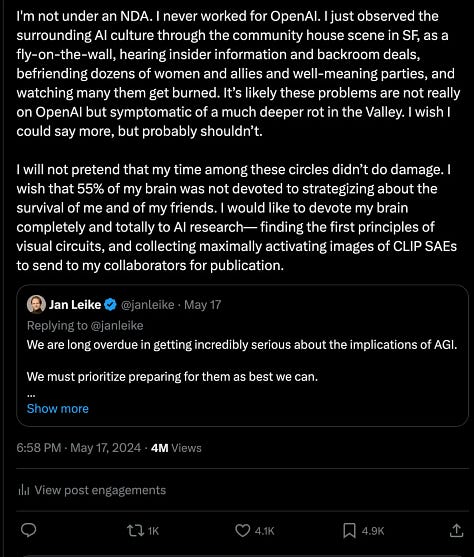 I'm not under an NDA. I never worked for OpenAI. I just observed the
surrounding AI culture through the community house scene in SF, as a
fly-on-the-wall, hearing insider information and backroom deals,
befriending dozens of women and allies and well-meaning parties, and
watching many them get burned. It's likely these problems are not really
on OpenAI but symptomatic of a much deeper rot in the Valley. I wish I
could say more, but probably shouldn't.
I will not pretend that my time among these circles didn't do damage. I
wish that 55% of my brain was not devoted to strategizing about the
survival of me and of my friends. I would like to devote my brain
completely and totally to AI research— finding the first principles of
visual circuits, and collecting maximally activating images of CLIP SAEs
to send to my collaborators for publication.
Jan Leike @janleike · May 17
Replying to @janleike
We are long overdue in getting incredibly serious about the implications of AGI.
We must prioritize preparing for them as best we can.
...
Show more
6:58 PM · May 17, 2024 · 4M Views
View post engagements
1K 4.1K 4.9K